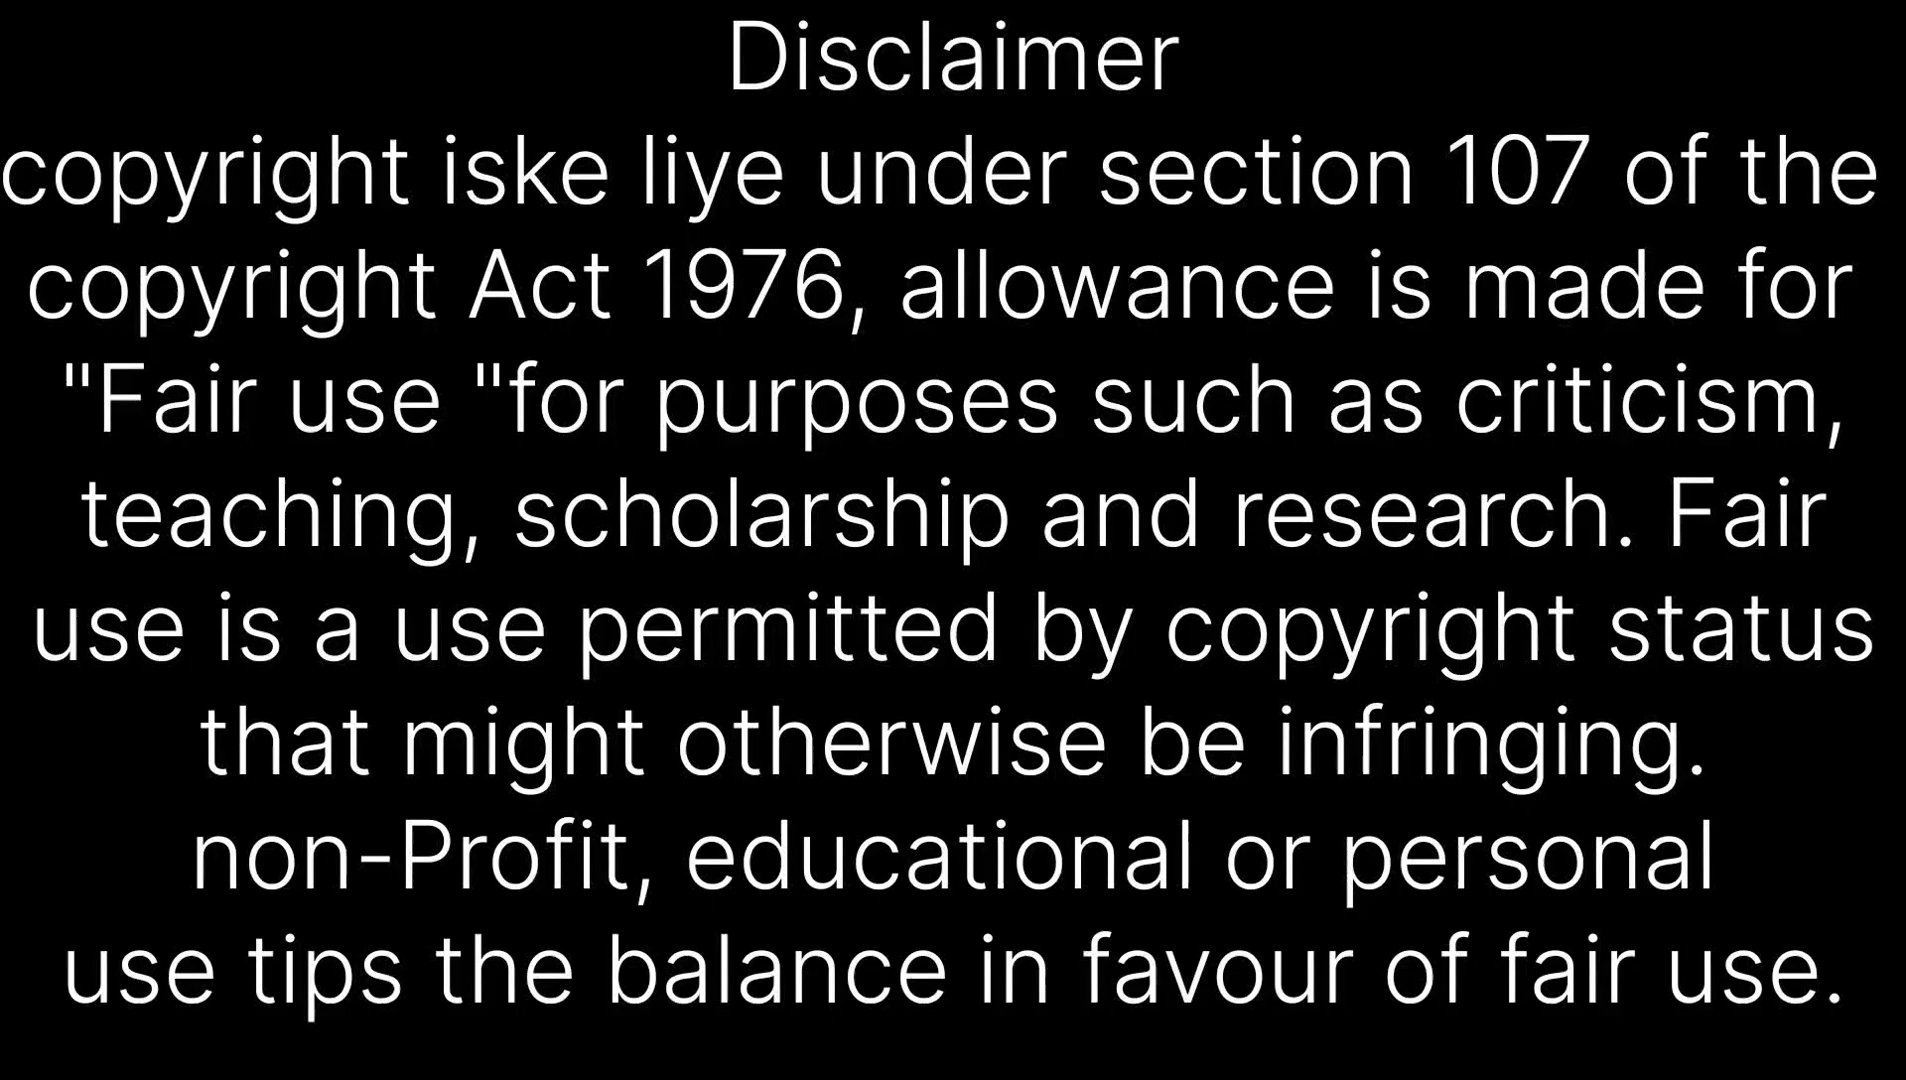 Disclaimer
copyright iske liye under section 107 of the
copyright Act 1976, allowance is made for
"Fair use "for purposes such as criticism,
teaching, scholarship and research. Fair
use is a use permitted by copyright status
that might otherwise be infringing.
non-Profit, educational or personal
use tips the balance in favour of fair use.